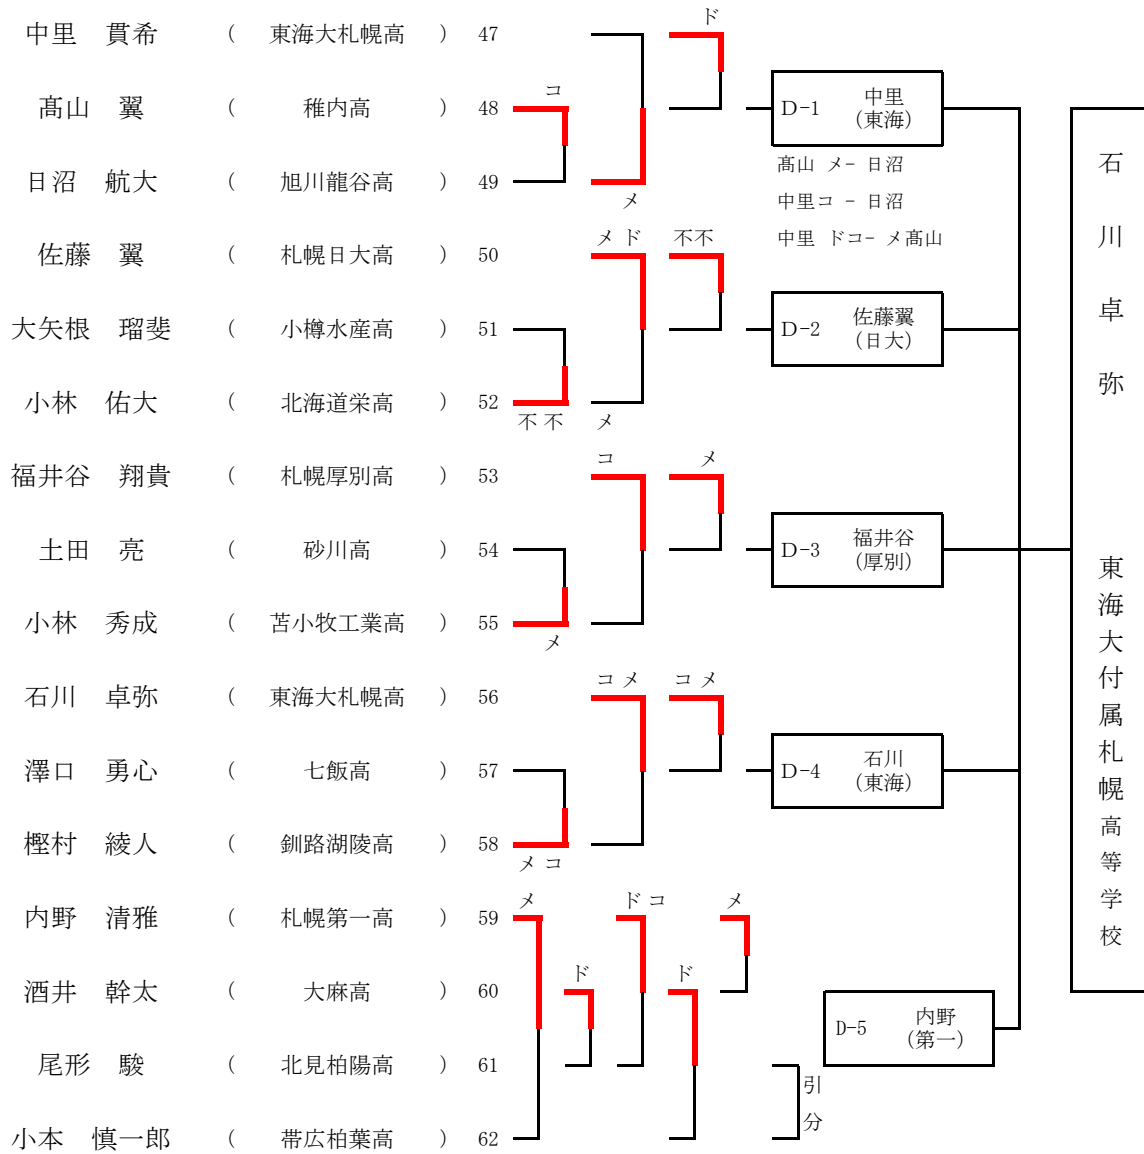 ド
中里 貫希 ( 東海大札幌高 ) 47
コ
髙山 翼 ( 稚内高 ) 48
D-1 中里
(東海)
日沼 航大 ( 旭川龍谷高 ) 49
メ
髙山 メ- 日沼
中里コ - 日沼
中里 ドコ- メ髙山
メ ド 不不
佐藤 翼 ( 札幌日大高 ) 50
大矢根 瑠斐 ( 小樽水産高 ) 51
D-2 佐藤翼
(日大)
小林 佑大 ( 北海道栄高 ) 52
不 不 メ
コ メ
福井谷 翔貴 ( 札幌厚別高 ) 53
土田 亮 ( 砂川高 ) 54
D-3 福井谷
(厚別)
小林 秀成 ( 苫小牧工業高 ) 55
メ
コ メ コ メ
石川 卓弥 ( 東海大札幌高 ) 56
澤口 勇心 ( 七飯高 ) 57
D-4 石川
(東海)
樫村 綾人 ( 釧路湖陵高 ) 58
メ コ
メ ド コ メ
内野 清雅 ( 札幌第一高 ) 59
ド ド
酒井 幹太 ( 大麻高 ) 60
D-5 内野
(第一)
尾形 駿 ( 北見柏陽高 ) 61
引分
小本 慎一郎 ( 帯広柏葉高 ) 62
石川卓弥
東海大付属札幌高等学校